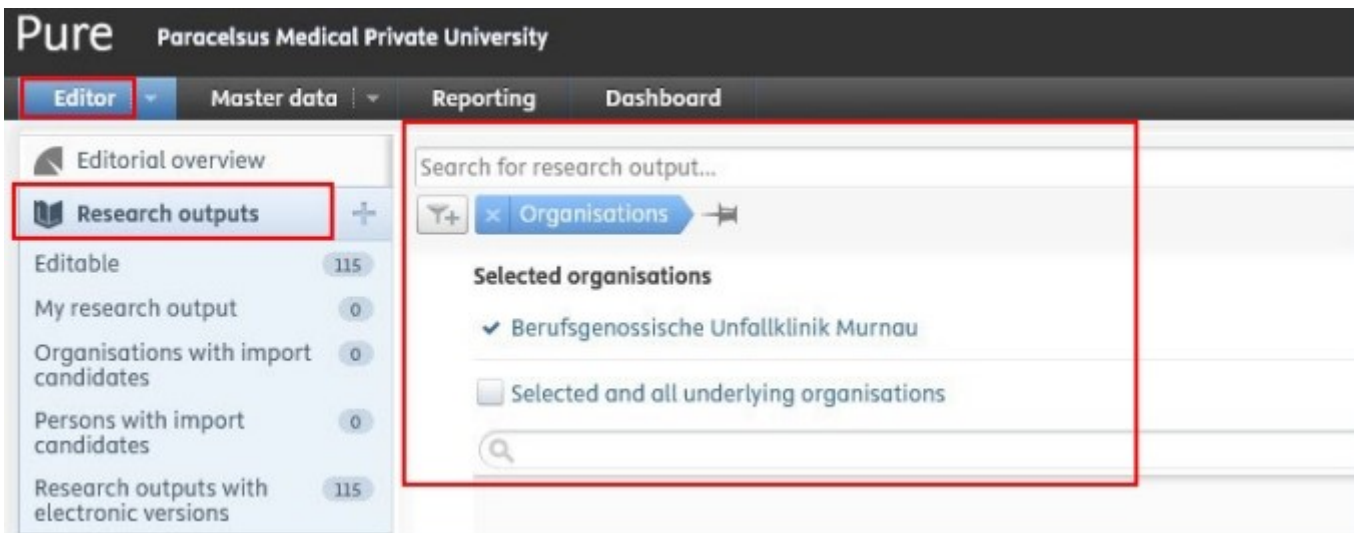 Pure Paracelsus Medical Private University
Editor Master data Reporting Dashboard
Editorial overview
Research outputs
Editable 115
My research output 0
Organisations with import candidates 0
Persons with import candidates 0
Research outputs with electronic versions 115
Search for research output...
Organisations
Selected organisations
Berufsgenossische Unfallklinik Murnau
Selected and all underlying organisations